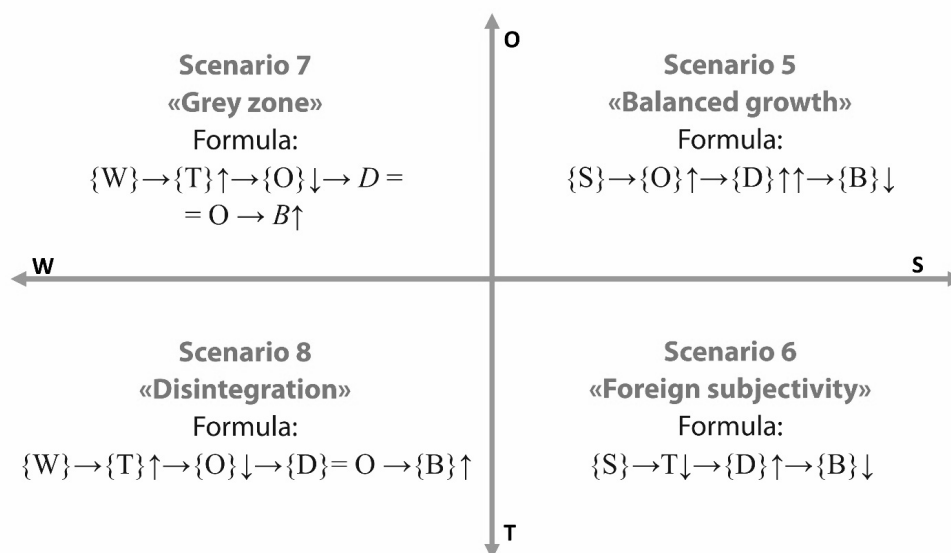 O
Scenario 7
«Grey zone»
Formula:
{W}→{T}↑→{O}↓→ D =
= O → B↑
Scenario 5
«Balanced growth»
Formula:
{S}→{O}↑→{D}↑↑→{B}↓
W
S
Scenario 8
«Disintegration»
Formula:
{W}→{T}↑→{O}↓→{D}= O →{B}↑
Scenario 6
«Foreign subjectivity»
Formula:
{S}→T↓→{D}↑→{B}↓
T